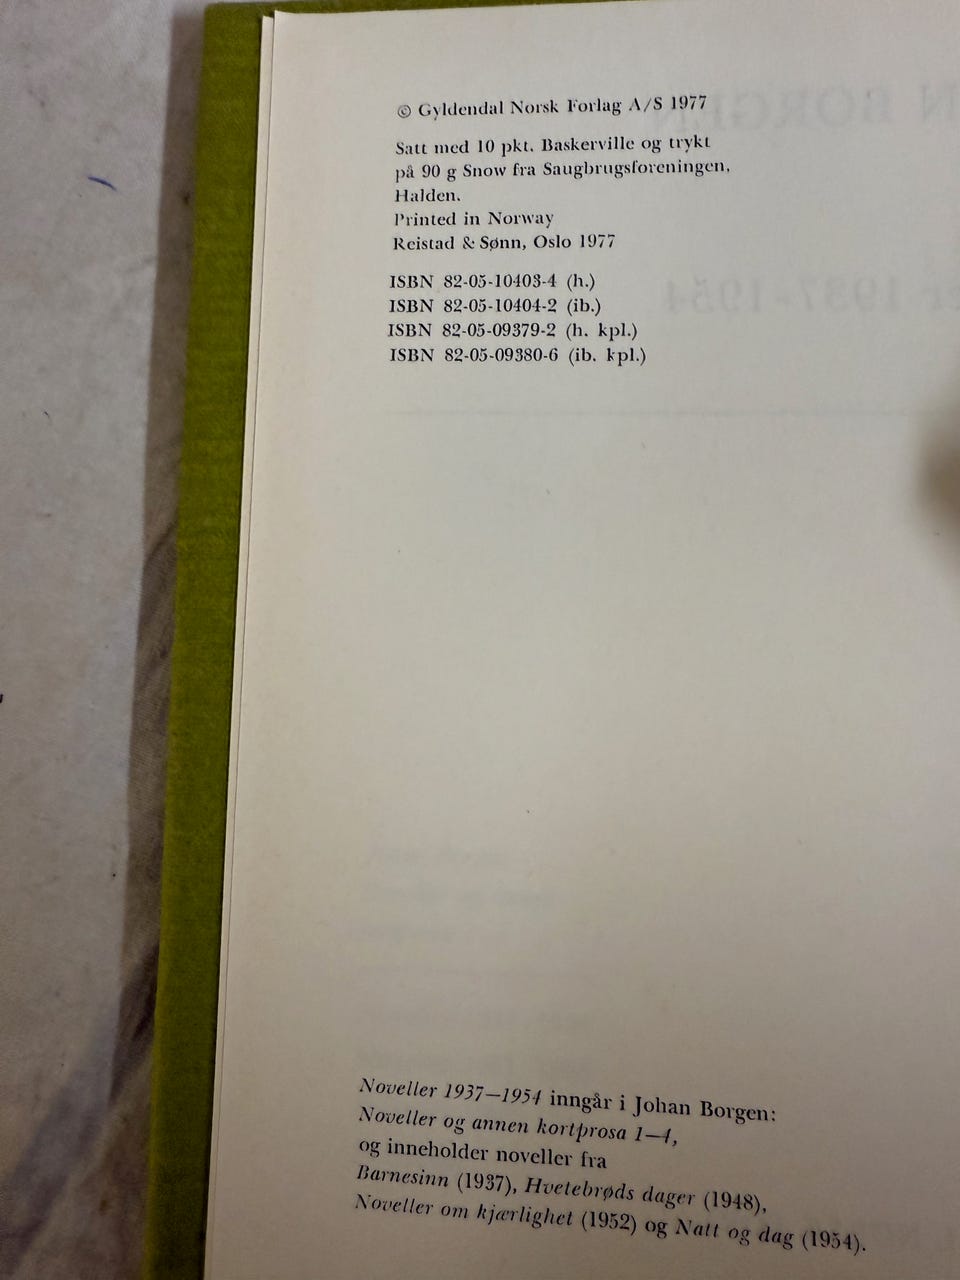 © Gyldendal Norsk Forlag A/S 1977
Satt med 10 pkt. Baskerville og trykt
på 90 g Snow fra Saugbrugsforeningen,
Halden.
Printed in Norway
Reistad & Sønn, Oslo 1977
ISBN 82-05-10403-4 (h.)
ISBN 82-05-10404-2 (ib.)
ISBN 82-05-09379-2 (h. kpl.)
ISBN 82-05-09380-6 (ib. kpl.)
Noveller 1937–1954 inngår i Johan Borgen:
Noveller og annen kortprosa 1–4,
og inneholder noveller fra
Barnesinn (1937), Hvetebrøds dager (1948),
Noveller om kjærlighet (1952) og Natt og dag (1954).